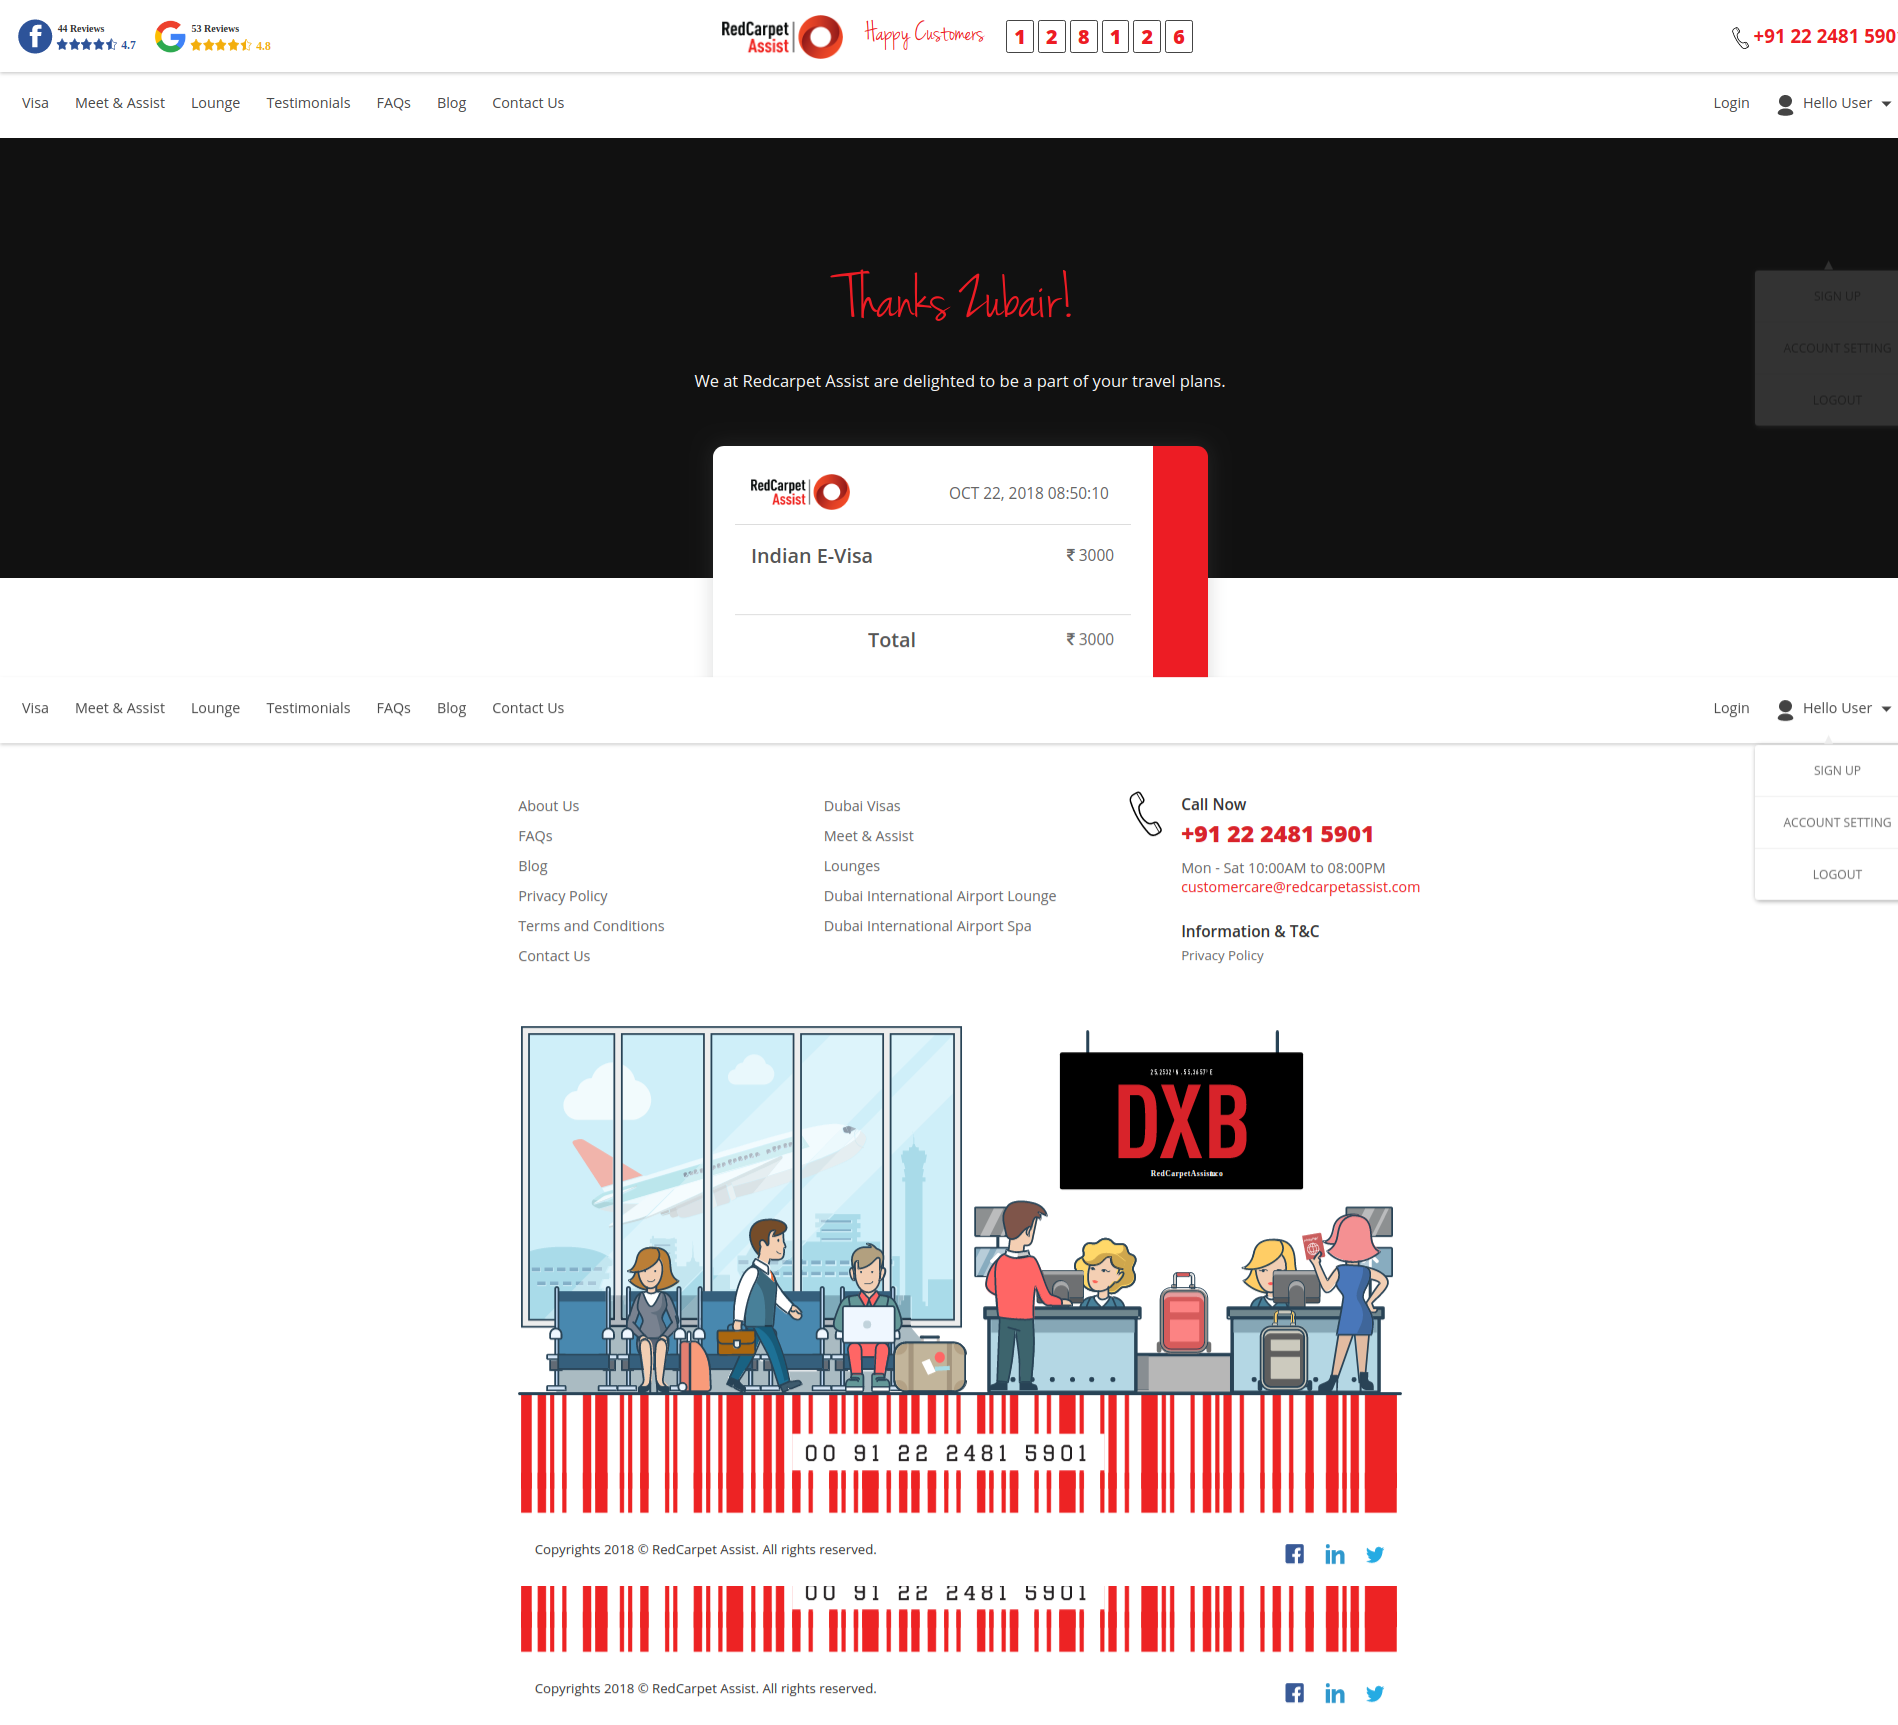 44 Reviews
4.7
53 Reviews
4.8
RedCarpet
Assist
Happy Customers
1 2 8 1 2 6
+91 22 2481 590
Visa Meet & Assist Lounge Testimonials FAQs Blog Contact Us
Login Hello User
Thanks Zubair!
SIGN UP
ACCOUNT SETTING
LOGOUT
We at Redcarpet Assist are delighted to be a part of your travel plans.
RedCarpet
Assist
OCT 22, 2018 08:50:10
Indian E-Visa ₹ 3000
Total ₹ 3000
Visa Meet & Assist Lounge Testimonials FAQs Blog Contact Us
Login Hello User
SIGN UP
ACCOUNT SETTING
LOGOUT
About Us
FAQs
Blog
Privacy Policy
Terms and Conditions
Contact Us
Dubai Visas
Meet & Assist
Lounges
Dubai International Airport Lounge
Dubai International Airport Spa
Call Now
+91 22 2481 5901
Mon - Sat 10:00AM to 08:00PM
customercare@redcarpetassist.com
Information & T&C
Privacy Policy
DXB
00 91 22 2481 5901
Copyrights 2018 © RedCarpet Assist. All rights reserved.
00 91 22 2481 5901
Copyrights 2018 © RedCarpet Assist. All rights reserved.